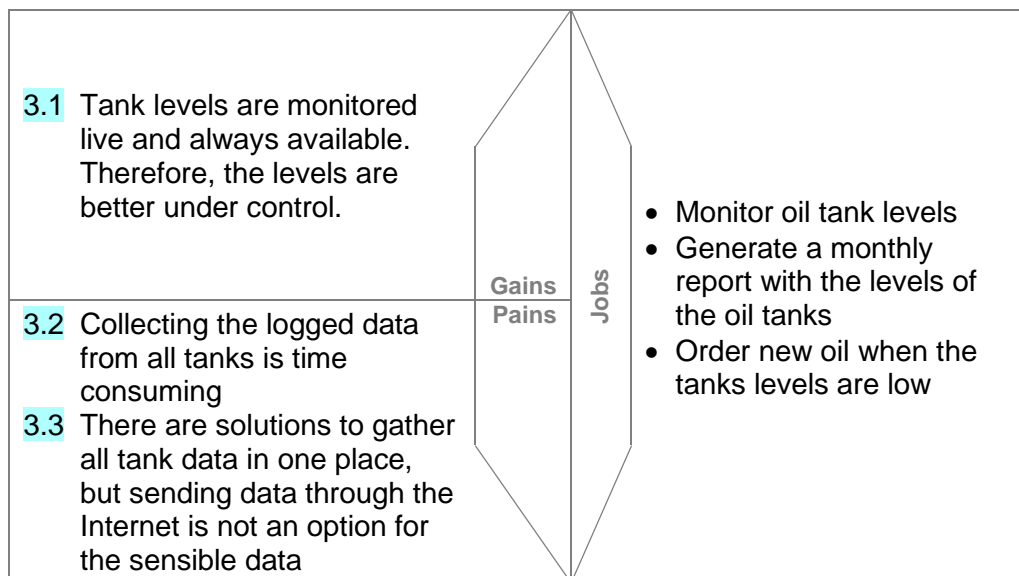 3.1 Tank levels are monitored
live and always available.
Therefore, the levels are
better under control.
Gains
Pains
3.2 Collecting the logged data
from all tanks is time
consuming
3.3 There are solutions to gather
all tank data in one place,
but sending data through the
Internet is not an option for
the sensible data
Jobs
• Monitor oil tank levels
• Generate a monthly
report with the levels of
the oil tanks
• Order new oil when the
tanks levels are low